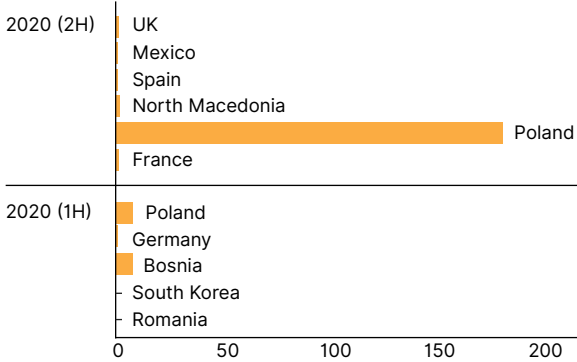 2020 (2H)
UK
Mexico
Spain
North Macedonia
Poland
France
2020 (1H)
Poland
Germany
Bosnia
South Korea
Romania
0 50 100 150 200